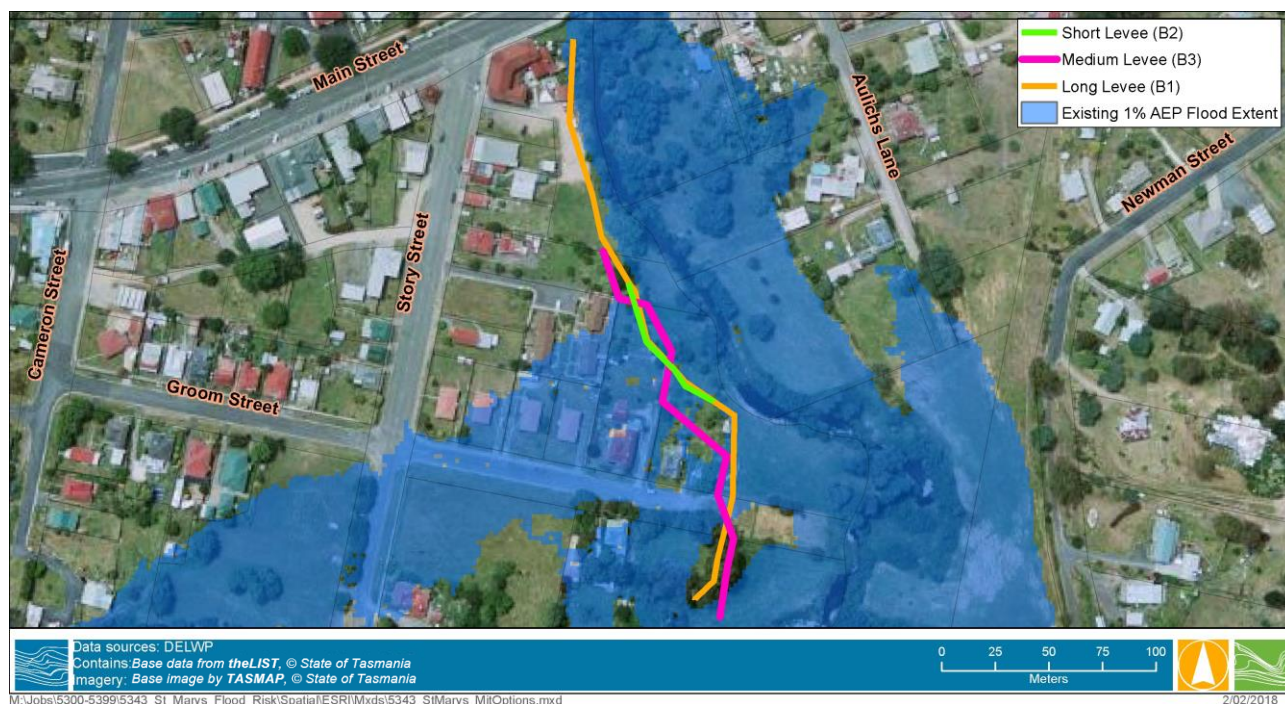 Main Street
Aulichs Lane
Short Levee (B2)
Medium Levee (B3)
Long Levee (B1)
Existing 1% AEP Flood Extent
Newman Street
Story Street
Cameron Street
Groom Street
Data sources: DELWP
Contains:Base data from theLIST, © State of Tasmania
Imagery: Base image by TASMAP, © State of Tasmania
0 25 50 75 100
Meters
M:\Jobs\5300-5399\5343_St_Marys_Flood_Risk\Spatial\ESRI\Mxds\5343_StMarys_MitOptions.mxd
2/02/2018